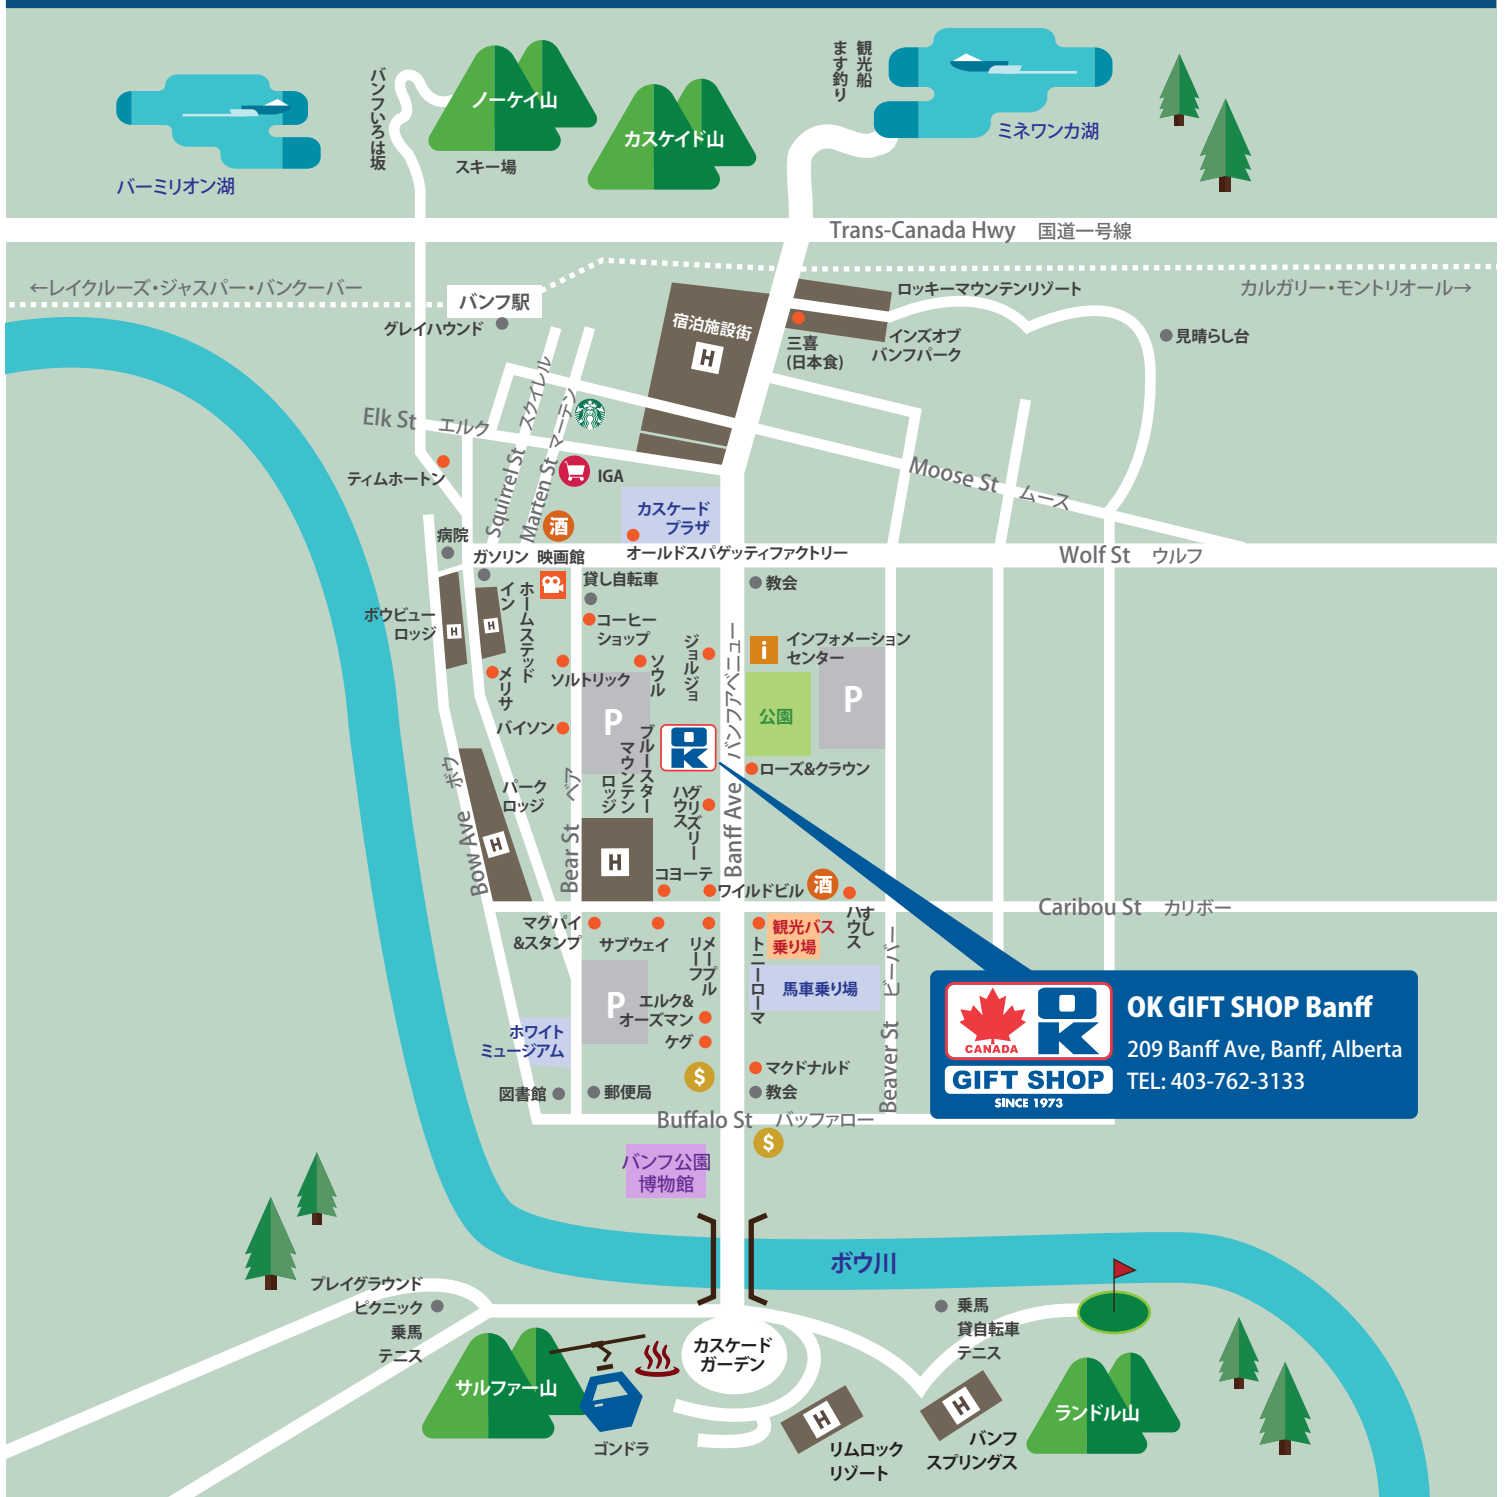 観光船
ます釣り
バンフいろは坂
ノーケイ山
カスケイド山
ミネワンカ湖
スキー場
バーミリオン湖
Trans-Canada Hwy 国道一号線
←レイクルーズ・ジャスパー・バンクーバー
カルガリー・モントリオール→
バンフ駅
グレイハウンド
宿泊施設街
H
ロッキーマウンテンリゾート
三喜
(日本食)
インズオブ
バンフパーク
見晴らし台
Elk St エルク
Squirrel St スクイレル
Marten St マーテン
Moose St ムース
ティムホートン
IGA
酒
カスケード
プラザ
オールドスパゲッティファクトリー
Wolf St ウルフ
病院
ガソリン
映画館
貸し自転車
教会
ボウビュー
ロッジ
H
H
ホームステッド
イン
コーヒー
ショップ
ジョルジョ
i
インフォメーション
センター
メリサ
ソルトリック
ソウル
P
P
公園
バイソン
OK
ローズ&クラウン
Banff Ave バンフアベニュー
Bow Ave ボウ
Bear St ベア
パーク
ロッジ
H
ブルースター
マウンテン
ロッジ
H
グリズリー
ハウス
コヨーテ
ワイルドビル
酒
Caribou St カリボー
マグパイ
&スタンプ
サブウェイ
メープル
リーフ
トニーローマ
観光バス
乗り場
すし
ハウス
馬車乗り場
Beaver St ビーバー
P
エルク&
オーズマン
ケグ
ホワイト
ミュージアム
$
マクドナルド
図書館
郵便局
教会
Buffalo St バッファロー
$
OK
CANADA
GIFT SHOP
SINCE 1973
OK GIFT SHOP Banff
209 Banff Ave, Banff, Alberta
TEL: 403-762-3133
バンフ公園
博物館
ボウ川
プレイグラウンド
ピクニック
乗馬
テニス
乗馬
貸自転車
テニス
カスケード
ガーデン
サルファー山
ゴンドラ
H
リムロック
リゾート
H
バンフ
スプリングス
ランドル山